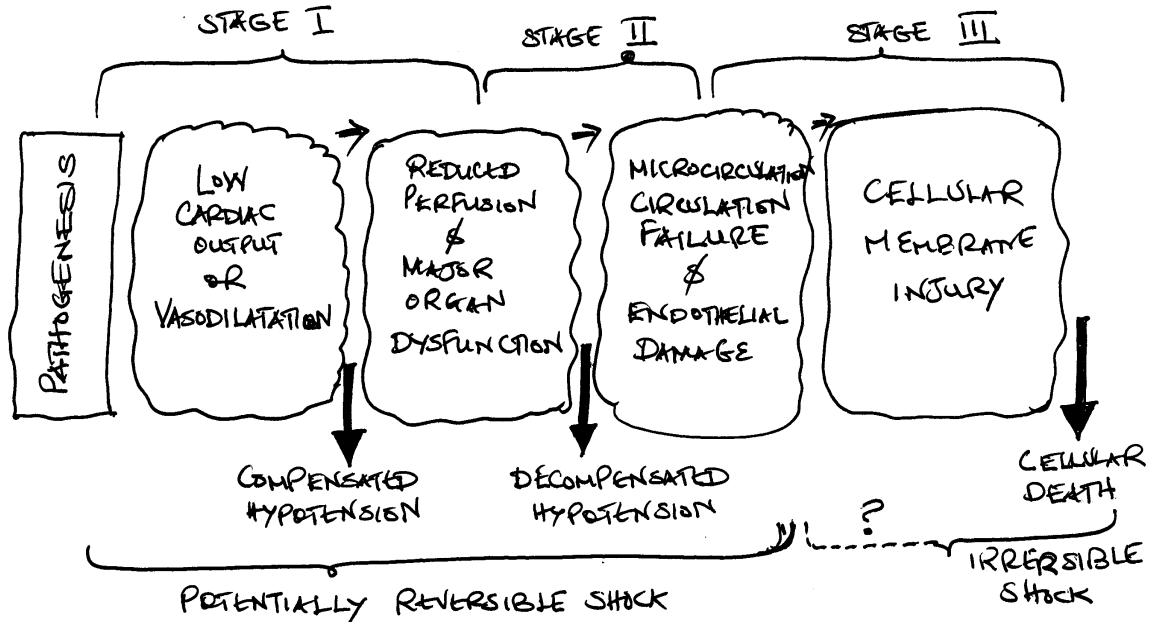 STAGE I
STAGE II
STAGE III
PATHOGENESIS
LOW
CARDIAC
OUTPUT
OR
VASODILATATION
REDUCED
PERFUSION
&
MAJOR
ORGAN
DYSFUNCTION
MICROCIRCULATION
CIRCULATION
FAILURE
&
ENDOTHELIAL
DAMAGE
CELLULAR
MEMBRANE
INJURY
COMPENSATED
HYPOTENSION
DECOMPENSATED
HYPOTENSION
CELLULAR
DEATH
?
POTENTIALLY REVERSIBLE SHOCK
IRRERSIBLE
SHOCK